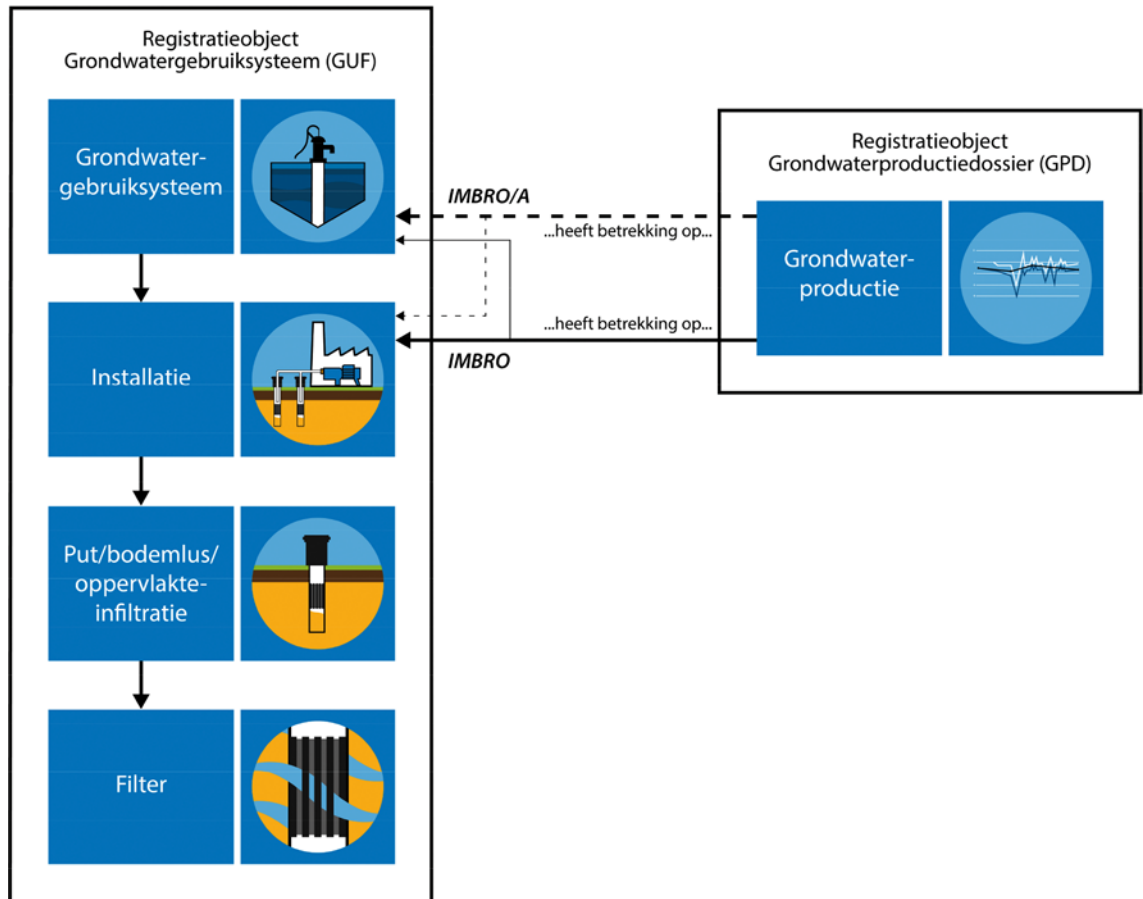 Registratieobject
Grondwatergebruiksysteem (GUF)
Grondwater-
gebruiksysteem
Installatie
Put/bodemlus/
oppervlakte-
infiltratie
Filter
IMBRO/A
...heeft betrekking op...
...heeft betrekking op...
IMBRO
Registratieobject
Grondwaterproductiedossier (GPD)
Grondwater-
productie